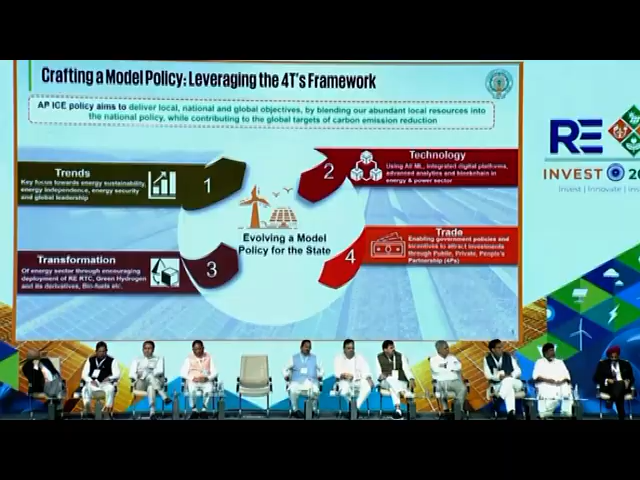 Crafting a Model Policy: Leveraging the 4T's Framework
AP ICE policy aims to deliver local, national and global objectives, by blending our abundant local resources into
the national policy, while contributing to the global targets of carbon emission reduction
Trends
Key focus towards energy sustainability,
energy independence, energy security
and global leadership
1
2
Technology
Using AI ML, integrated digital platforms,
advanced analytics and blockchain in
energy & power sector
Evolving a Model
Policy for the State
Transformation
Of energy sector through encouraging
deployment of RE RTC, Green Hydrogen
and its derivatives, Bio-fuels etc.
3
4
Trade
Enabling government policies and
incentives to attract investments
through Public, Private, People's
Partnership (4Ps)
RE
INVEST 20
Invest | Innovate |